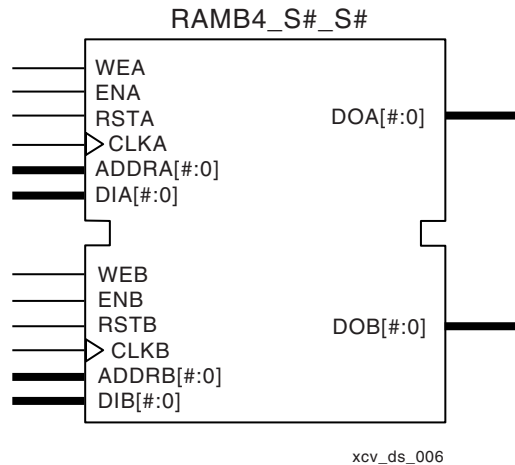 RAMB4_S#_S#
WEA
ENA
RSTA
CLKA
ADDRA[#:0]
DIA[#:0]
DOA[#:0]
WEB
ENB
RSTB
CLKB
ADDRB[#:0]
DIB[#:0]
DOB[#:0]
xcv_ds_006